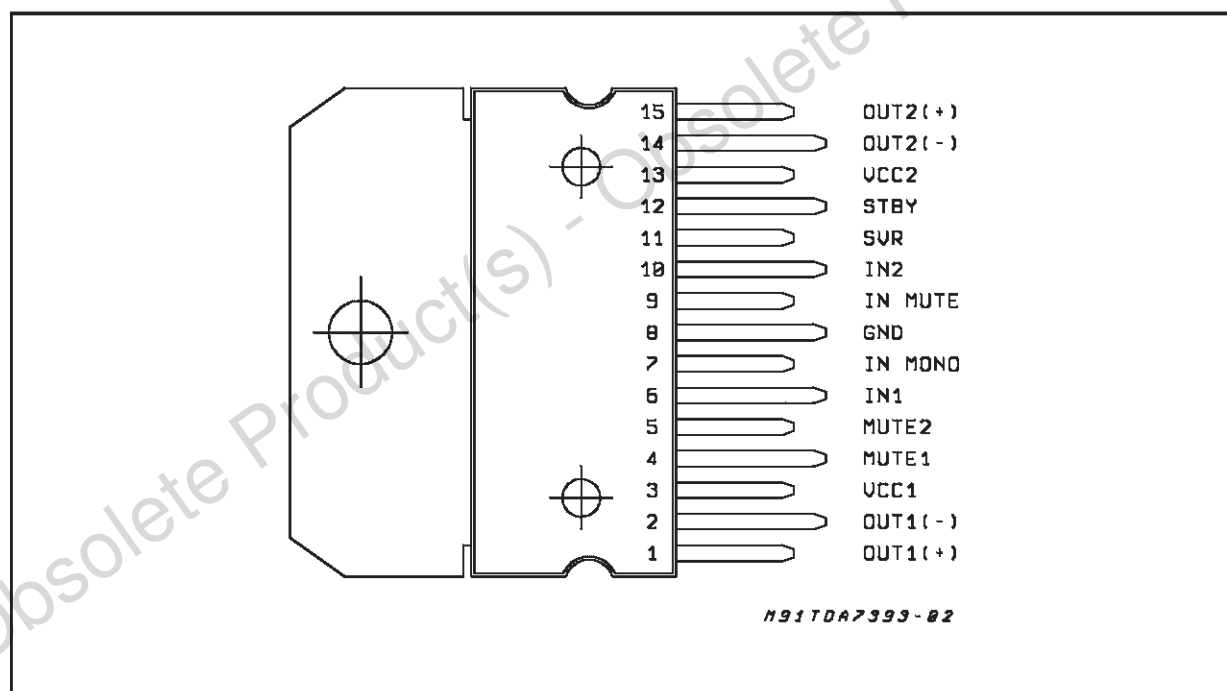 Obsolete Product(s) - Obsolete
15 OUT2(+)
14 OUT2(-)
13 VCC2
12 STBY
11 SVR
10 IN2
9 IN MUTE
8 GND
7 IN MONO
6 IN1
5 MUTE2
4 MUTE1
3 VCC1
2 OUT1(-)
1 OUT1(+)
M91TDA7393-02